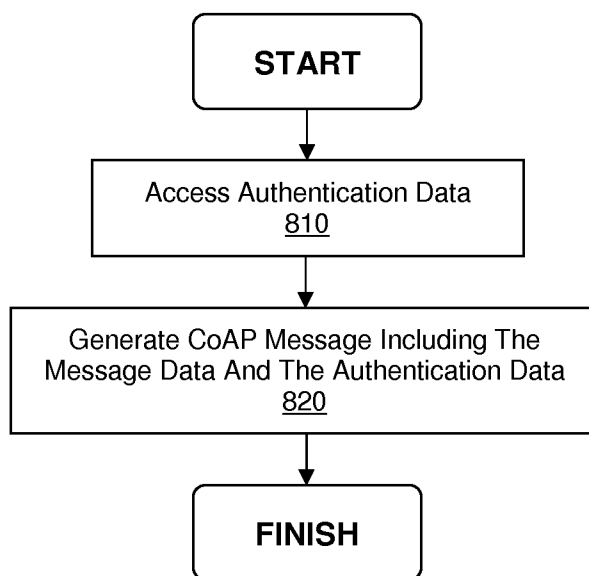 START
Access Authentication Data
810
Generate CoAP Message Including The
Message Data And The Authentication Data
820
FINISH